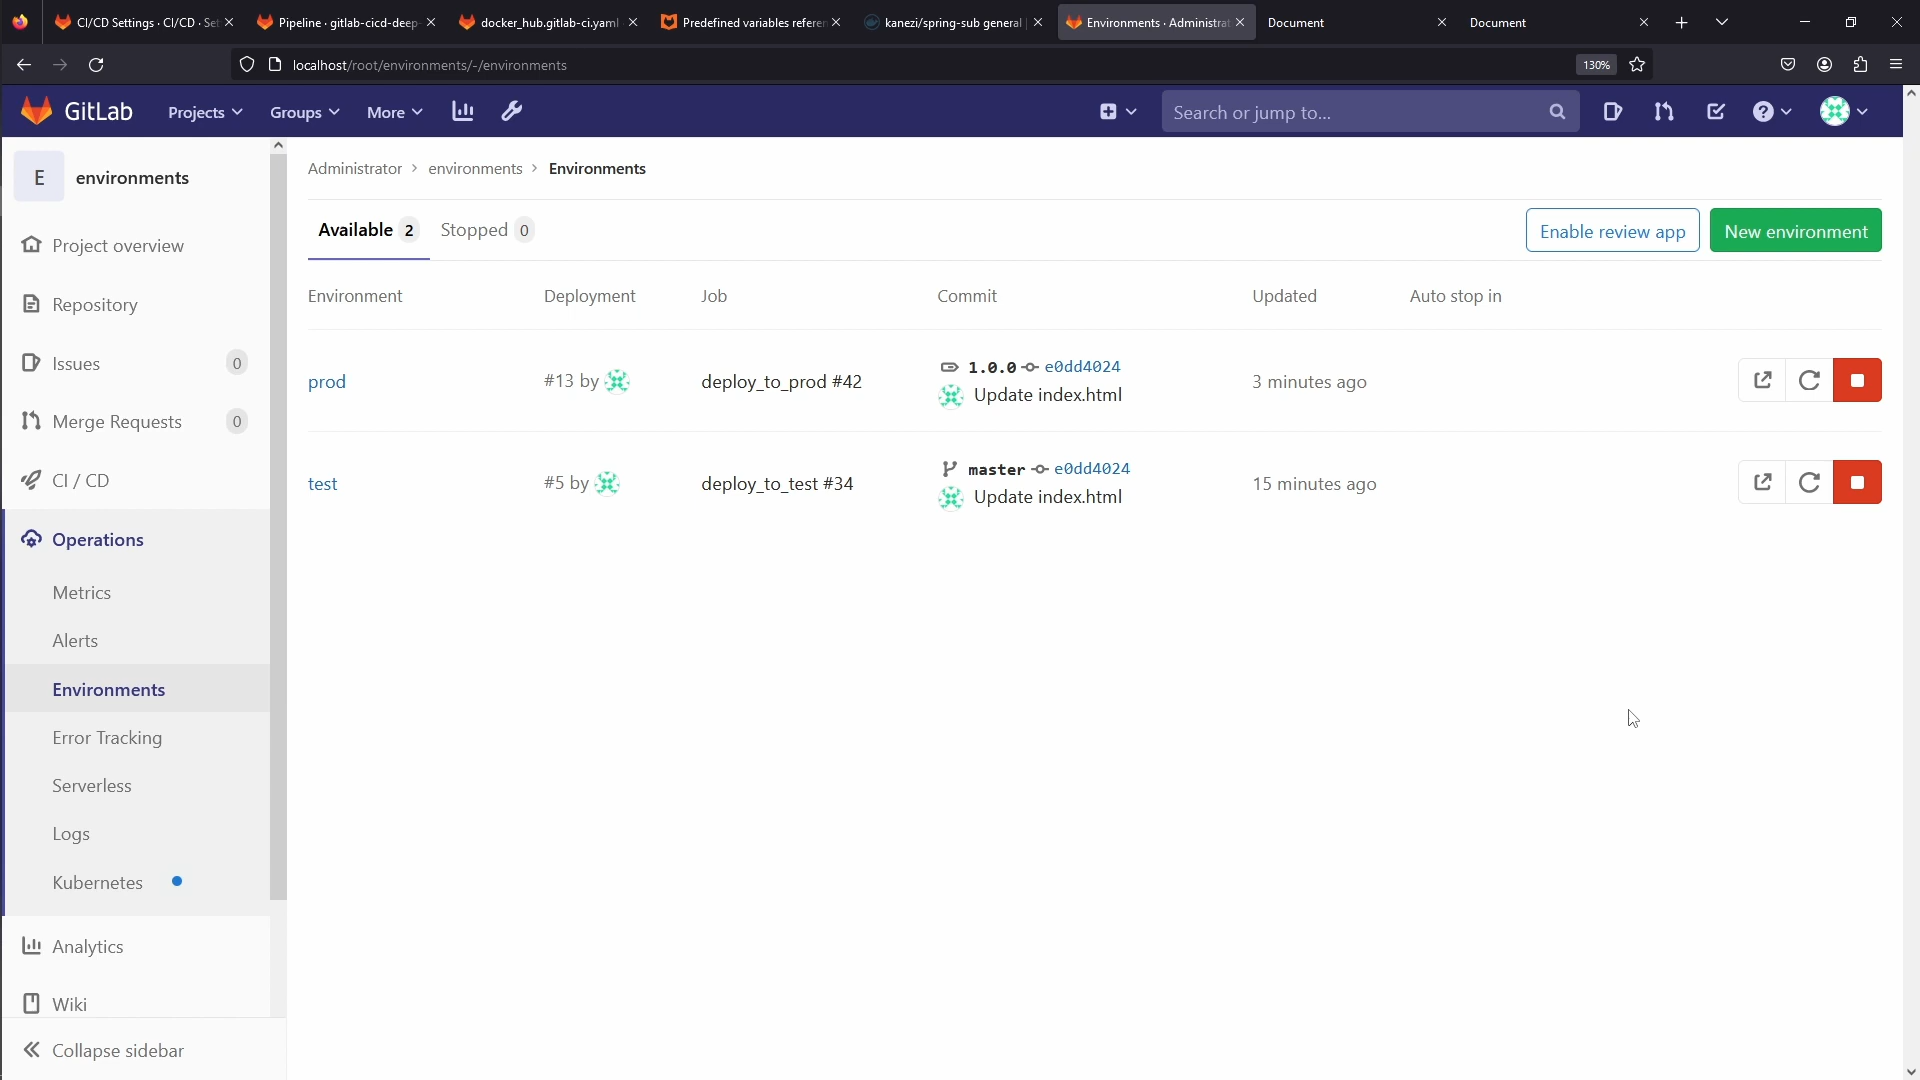 CI/CD Settings · CI/CD · Set
Pipeline · gitlab-cicd-deep-
docker_hub.gitlab-ci.yaml
Predefined variables referen
kanezi/spring-sub general |
Environments · Administrat
Document
Document
localhost/root/environments/-/environments
130%
GitLab
Projects
Groups
More
Search or jump to...
E
environments
Project overview
Repository
Issues 0
Merge Requests 0
CI / CD
Operations
Metrics
Alerts
Environments
Error Tracking
Serverless
Logs
Kubernetes
Analytics
Wiki
Collapse sidebar
Administrator > environments > Environments
Available 2 Stopped 0
Enable review app
New environment
Environment Deployment Job Commit Updated Auto stop in
prod #13 by deploy_to_prod #42 1.0.0 e0dd4024 3 minutes ago
Update index.html
test #5 by deploy_to_test #34 master e0dd4024 15 minutes ago
Update index.html